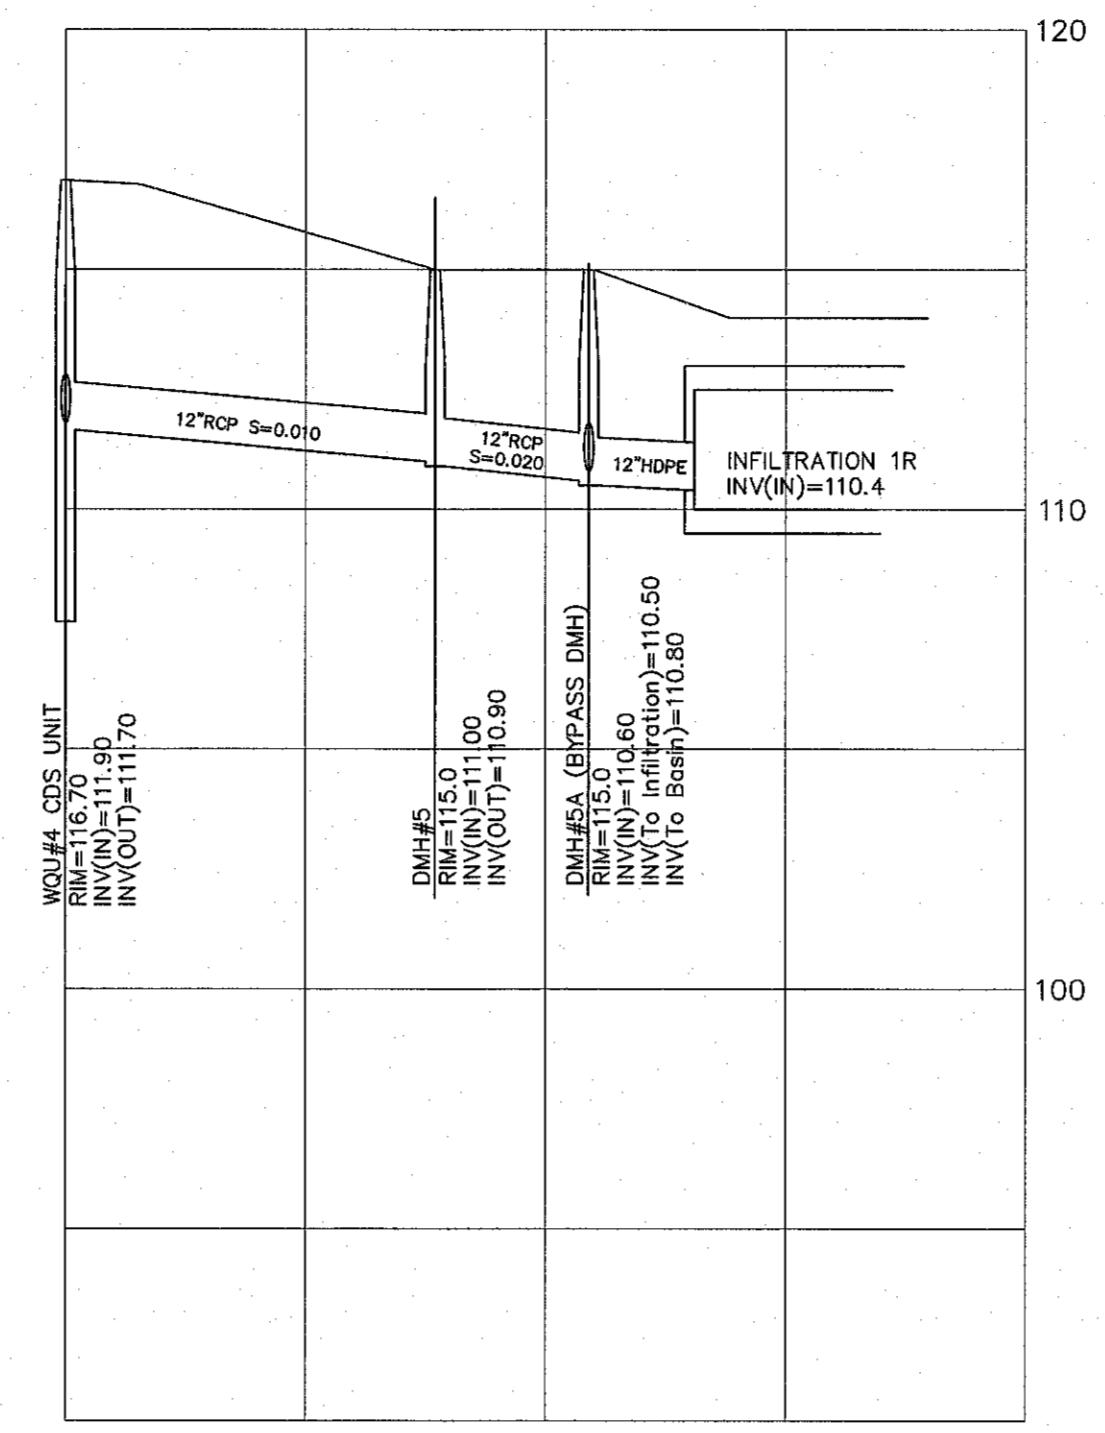 120
12"RCP S=0.010
12"RCP
S=0.020
12"HDPE
INFILTRATION 1R
INV(IN)=110.4
110
WQU#4 CDS UNIT
RIM=116.70
INV(IN)=111.90
INV(OUT)=111.70
DMH#5
RIM=115.0
INV(IN)=111.00
INV(OUT)=110.90
DMH#5A (BYPASS DMH)
RIM=115.0
INV(IN)=110.60
INV(To Infiltration)=110.50
INV(To Basin)=110.80
100